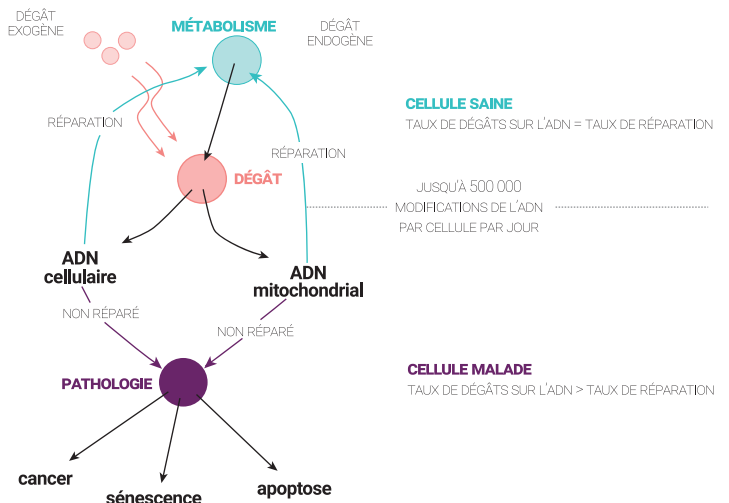 DÉGÂT
EXOGÈNE
MÉTABOLISME
DÉGÂT
ENDOGÈNE
CELLULE SAINE
TAUX DE DÉGÂTS SUR L'ADN = TAUX DE RÉPARATION
RÉPARATION
RÉPARATION
DÉGÂT
JUSQU'À 500 000
MODIFICATIONS DE L'ADN
PAR CELLULE PAR JOUR
ADN
cellulaire
ADN
mitochondrial
NON RÉPARÉ
NON RÉPARÉ
PATHOLOGIE
CELLULE MALADE
TAUX DE DÉGÂTS SUR L'ADN > TAUX DE RÉPARATION
cancer
sénescence
apoptose